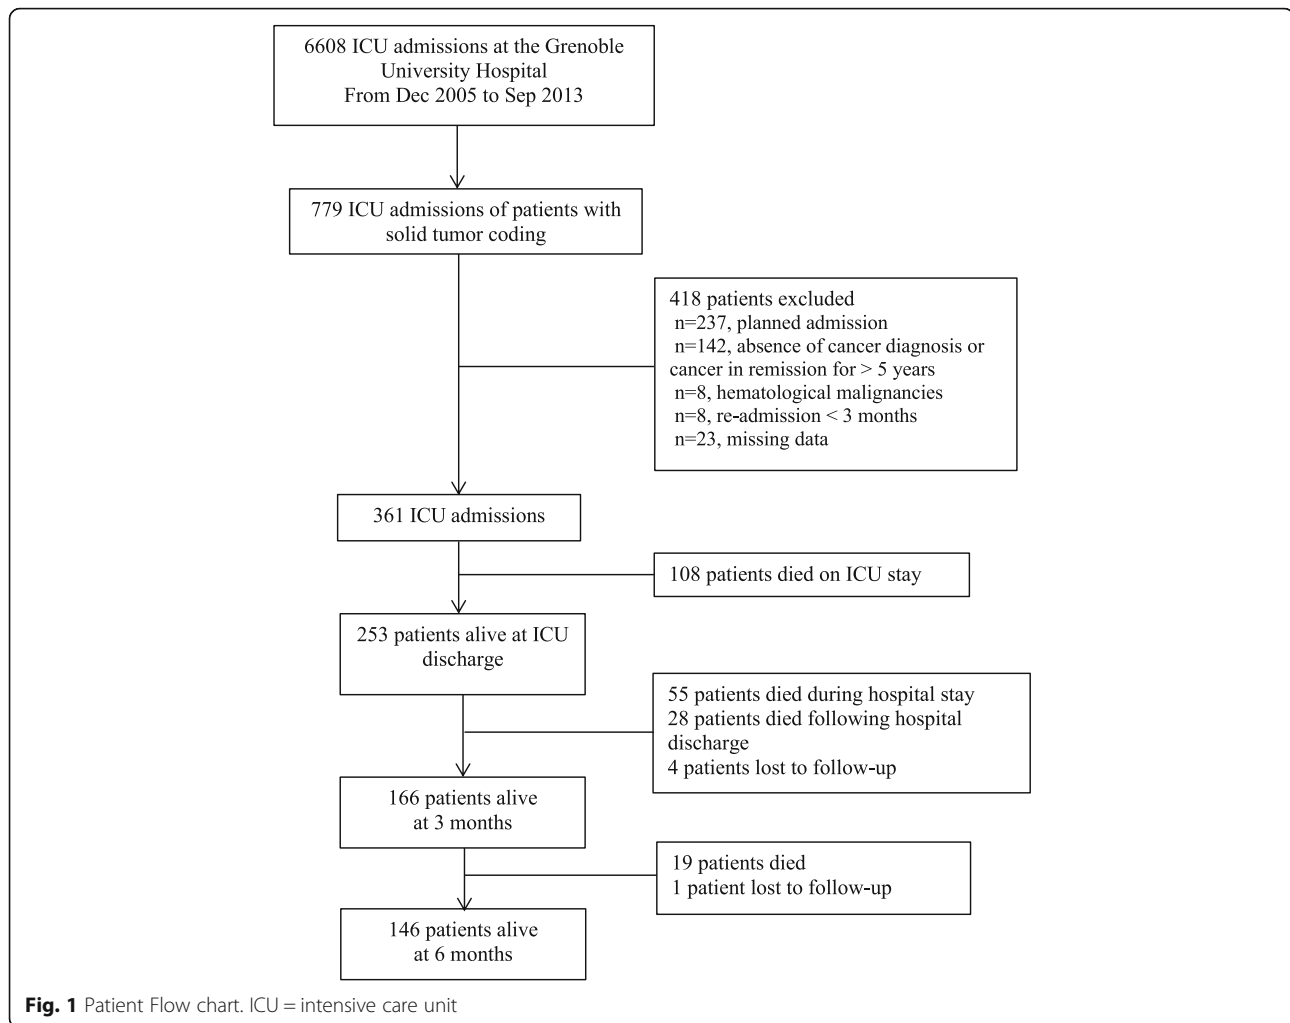 6608 ICU admissions at the Grenoble
University Hospital
From Dec 2005 to Sep 2013
779 ICU admissions of patients with
solid tumor coding
418 patients excluded
n=237, planned admission
n=142, absence of cancer diagnosis or
cancer in remission for > 5 years
n=8, hematological malignancies
n=8, re-admission < 3 months
n=23, missing data
361 ICU admissions
108 patients died on ICU stay
253 patients alive at ICU
discharge
55 patients died during hospital stay
28 patients died following hospital
discharge
4 patients lost to follow-up
166 patients alive
at 3 months
19 patients died
1 patient lost to follow-up
146 patients alive
at 6 months
Fig. 1 Patient Flow chart. ICU = intensive care unit